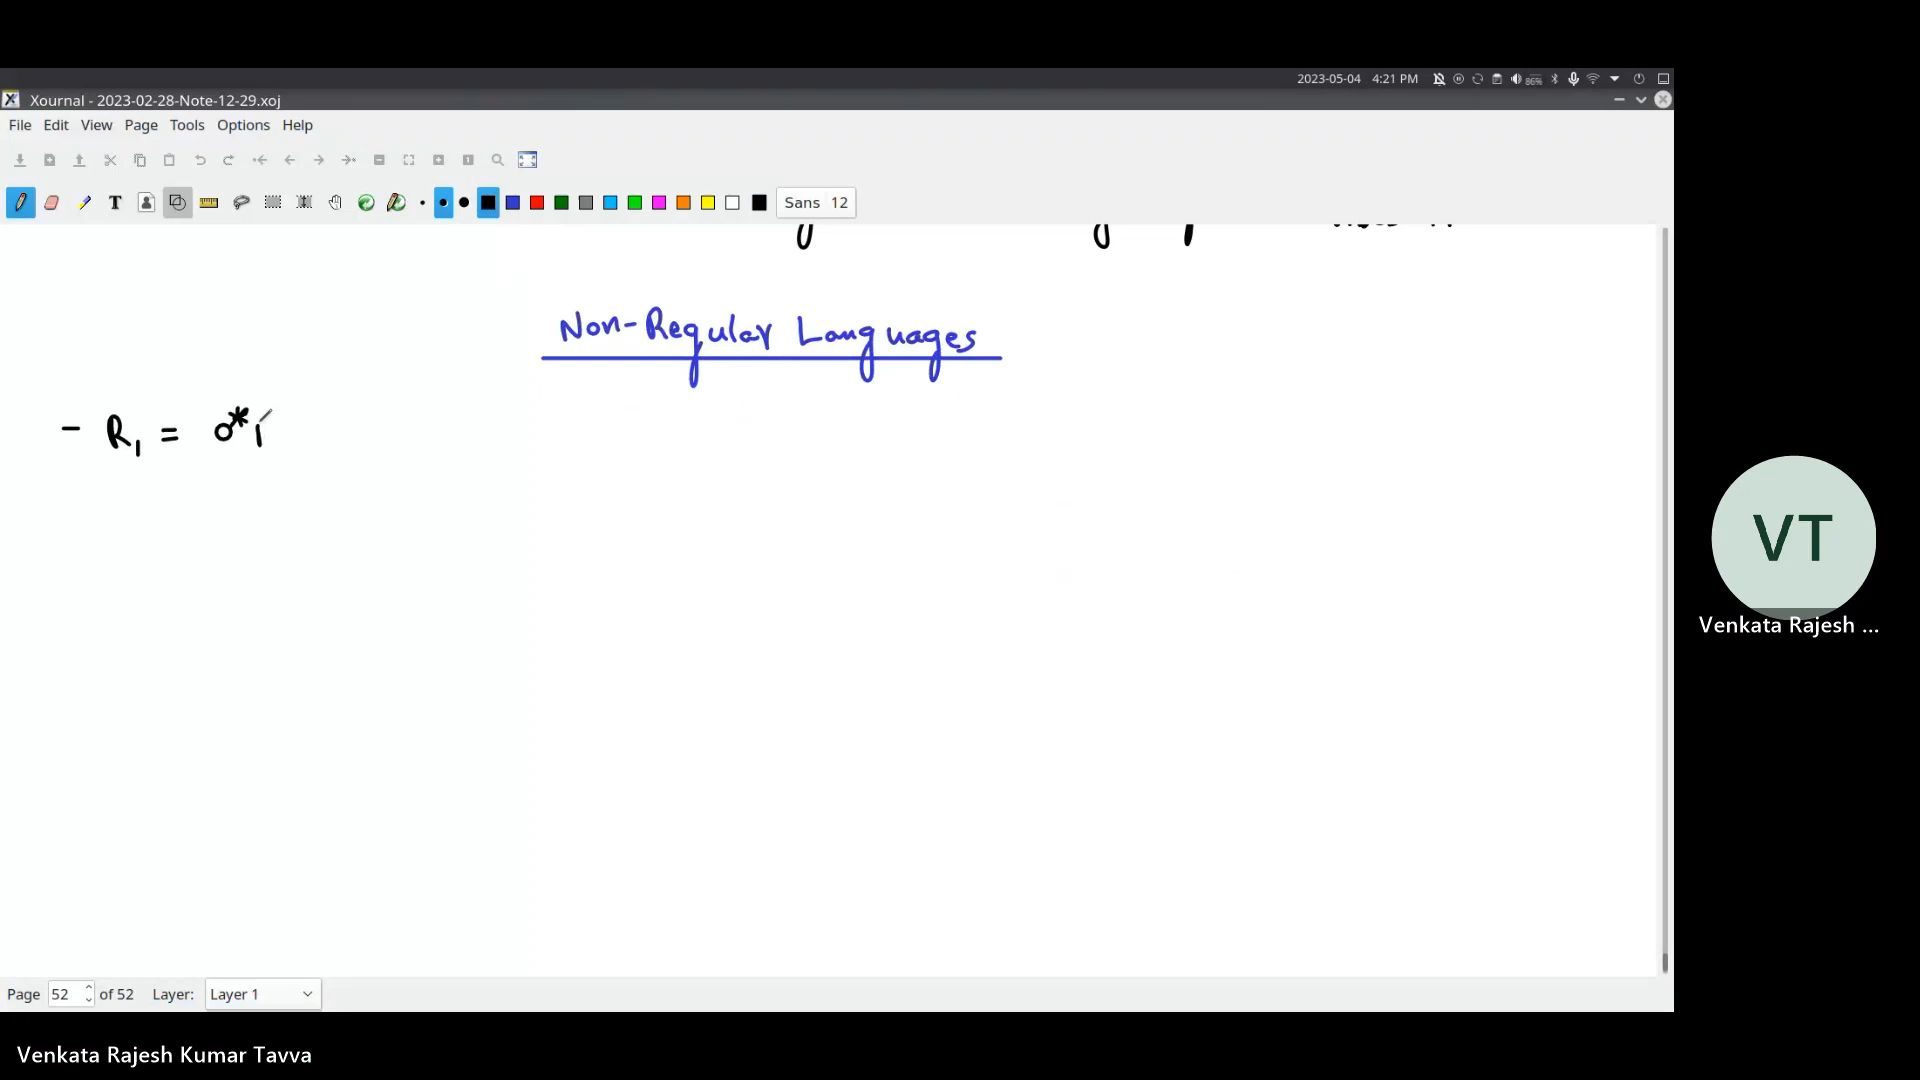 2023-05-04 4:21 PM 86%
Xournal - 2023-02-28-Note-12-29.xoj
File Edit View Page Tools Options Help
T Sans 12
Non-Regular Languages
- R₁ = 0*1
VT
Venkata Rajesh ...
Page 52 of 52 Layer: Layer 1
Venkata Rajesh Kumar Tavva